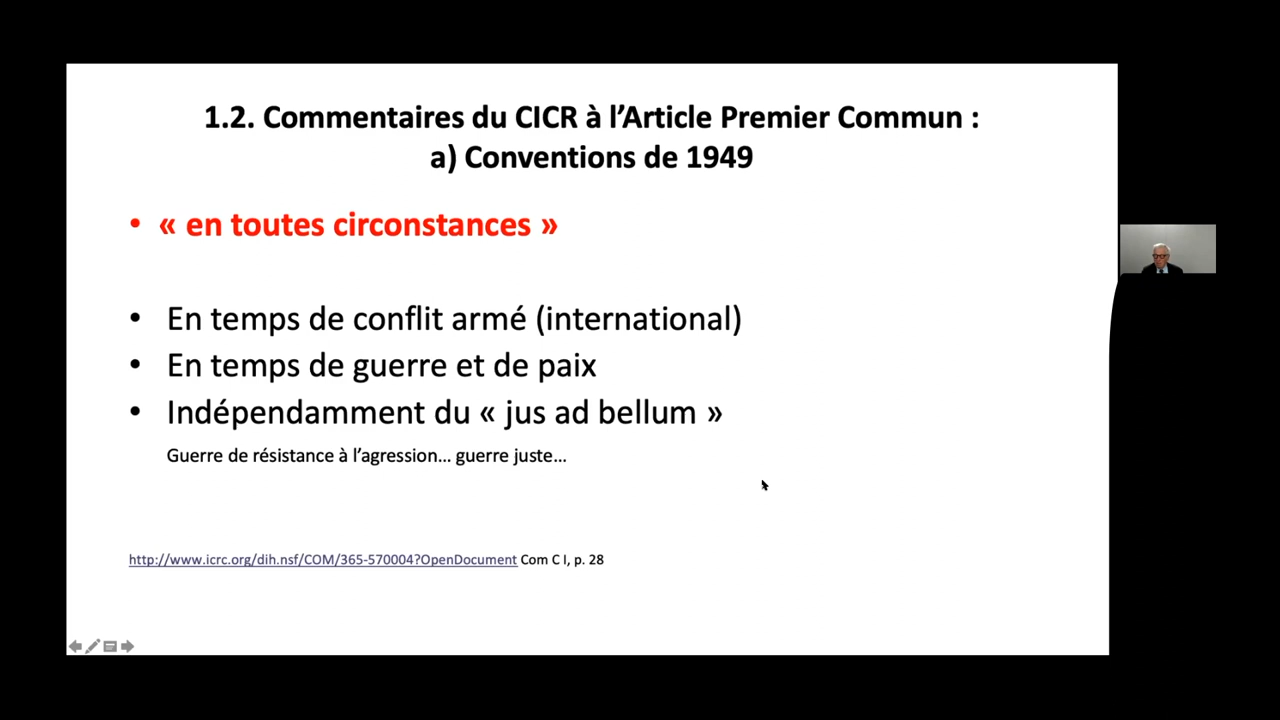 1.2. Commentaires du CICR à l’Article Premier Commun :
a) Conventions de 1949
• « en toutes circonstances »
• En temps de conflit armé (international)
• En temps de guerre et de paix
• Indépendamment du « jus ad bellum »
Guerre de résistance à l’agression… guerre juste…
http://www.icrc.org/dih.nsf/COM/365-570004?OpenDocument Com C I, p. 28